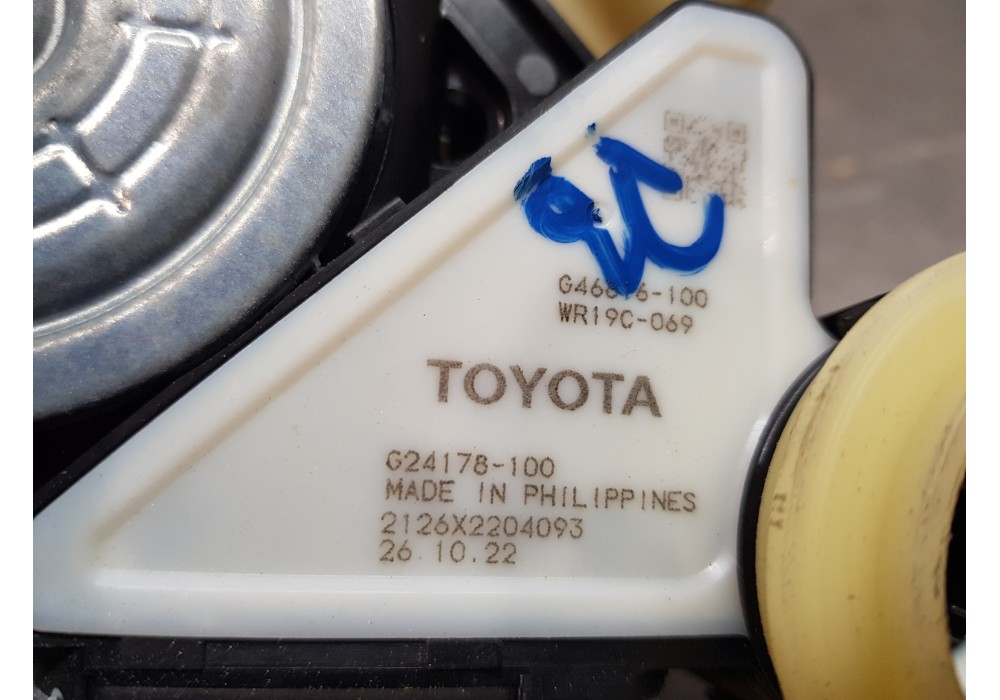 WR19C-069
TOYOTA
G24178-100
MADE IN PHILIPPINES
2126X2204093
26.10.22